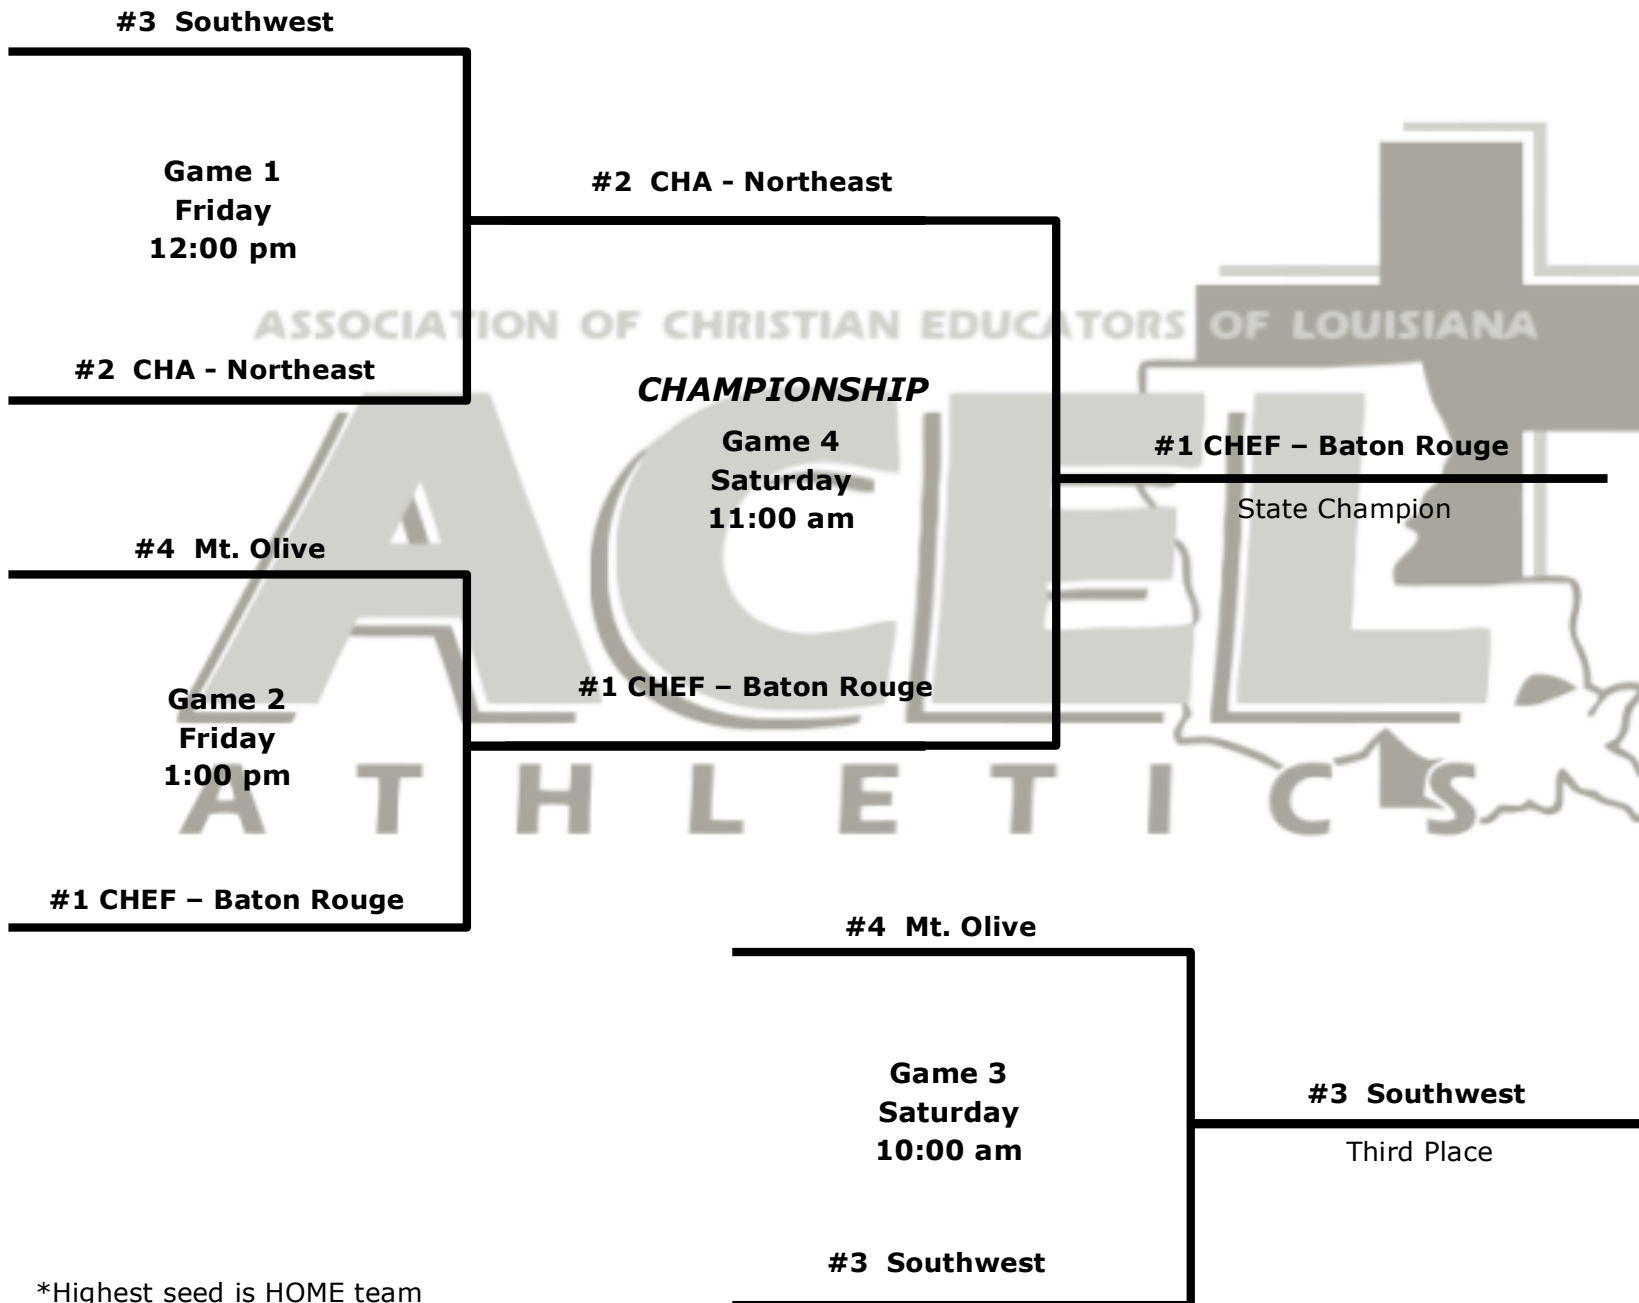 #3 Southwest
Game 1
Friday
12:00 pm
#2 CHA - Northeast
#2 CHA - Northeast
ASSOCIATION OF CHRISTIAN EDUCATORS OF LOUISIANA
CHAMPIONSHIP
Game 4
Saturday
11:00 am
#1 CHEF – Baton Rouge
State Champion
ACEL
ATHLETICS
#4 Mt. Olive
Game 2
Friday
1:00 pm
#1 CHEF – Baton Rouge
#1 CHEF – Baton Rouge
#4 Mt. Olive
Game 3
Saturday
10:00 am
#3 Southwest
Third Place
#3 Southwest
*Highest seed is HOME team